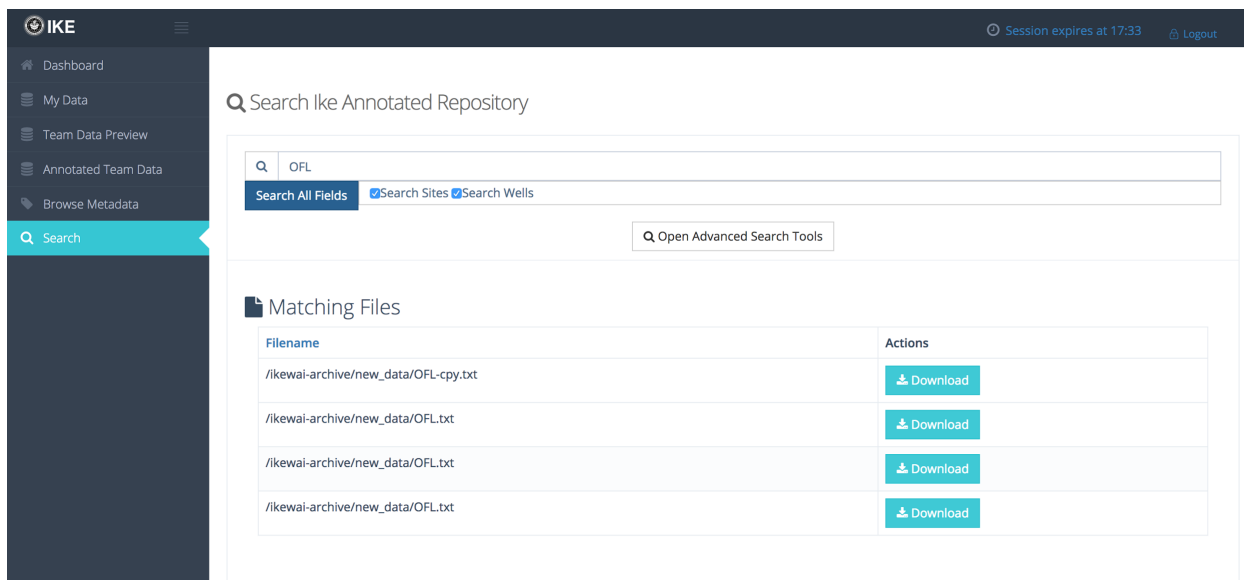 IKE
Session expires at 17:33
Logout
Dashboard
My Data
Team Data Preview
Annotated Team Data
Browse Metadata
Search
Search Ike Annotated Repository
OFL
Search All Fields Search Sites Search Wells
Open Advanced Search Tools
Matching Files
Filename Actions
/ikewai-archive/new_data/OFL-cpy.txt Download
/ikewai-archive/new_data/OFL.txt Download
/ikewai-archive/new_data/OFL.txt Download
/ikewai-archive/new_data/OFL.txt Download